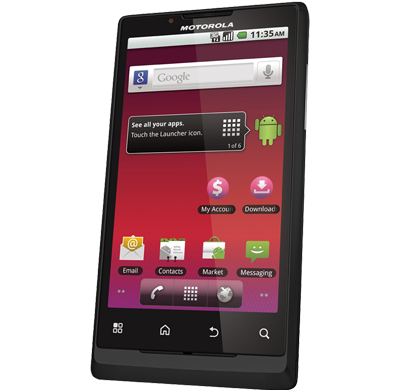 MOTOROLA
11:35 AM
Google
See all your apps.
Touch the Launcher icon.
1 of 6
My Accoun
Download
Email
Contacts
Market
Messaging